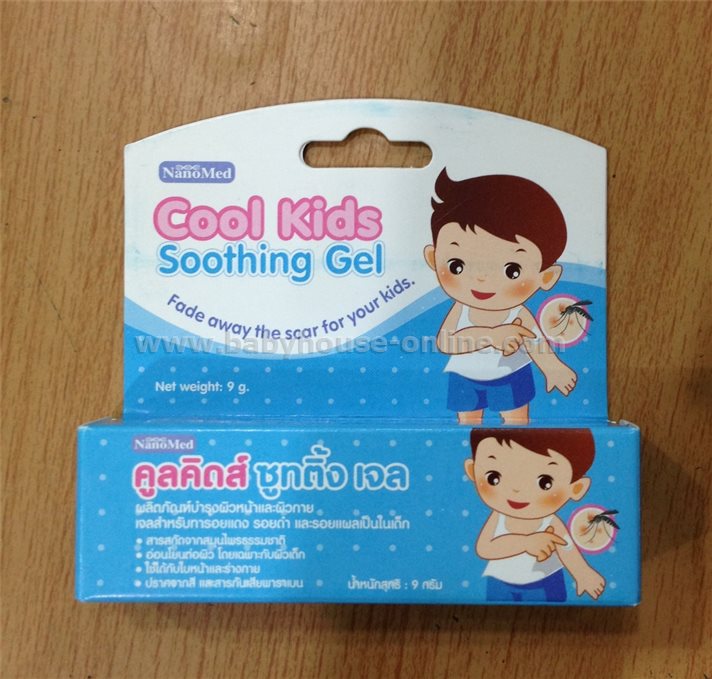 NanoMed
Cool Kids
Soothing Gel
Fade away the scar for your kids.
www.babyhouse-online.com
Net weight: 9 g.
NanoMed
คูลคิดส์ ซูทติ้ง เจล
ผลิตภัณฑ์บำรุงผิวหน้าและผิวกาย
เจลสำหรับทารอยแดง รอยดำ และรอยแผลเป็นในเด็ก
• สารสกัดจากสมุนไพรธรรมชาติ
• อ่อนโยนต่อผิว โดยเฉพาะกับผิวเด็ก
• ใช้ได้กับใบหน้าและร่างกาย
• ปราศจากสี และสารกันเสียพาราเบน
น้ำหนักสุทธิ : 9 กรัม